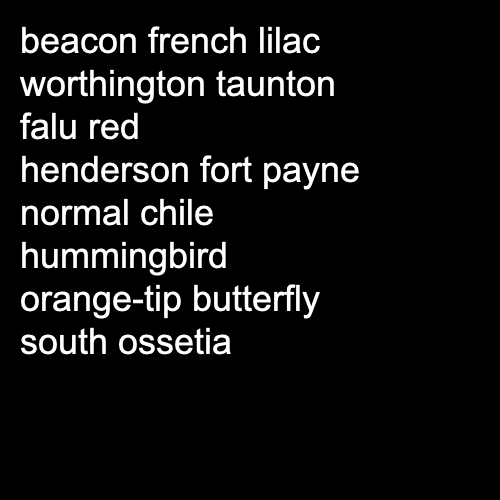 beacon french lilac
worthington taunton
falu red
henderson fort payne
normal chile
hummingbird
orange-tip butterfly
south ossetia